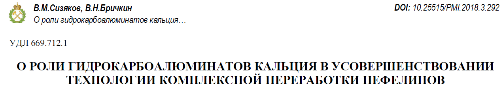 В.М.Сизяков, В.Н.Бричкин
DOI: 10.25515/PMI.2018.3.292
О роли гидрокарбоалюминатов кальция…
УДК 669.712.1
О РОЛИ ГИДРОКАРБОАЛЮМИНАТОВ КАЛЬЦИЯ В УСОВЕРШЕНСТВОВАНИИ
ТЕХНОЛОГИИ КОМПЛЕКСНОЙ ПЕРЕРАБОТКИ НЕФЕЛИНОВ